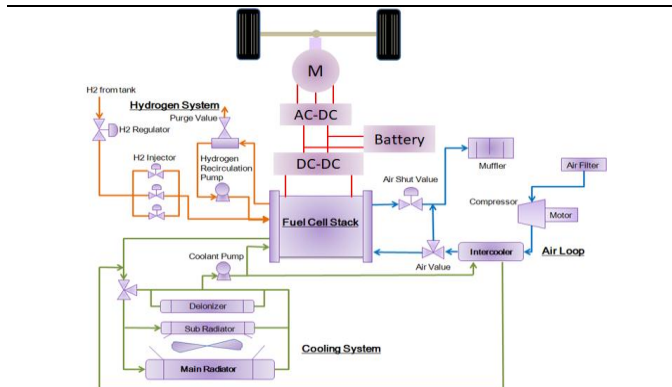 M
AC-DC
Battery
DC-DC
H2 from tank
Hydrogen System
Purge Value
H2 Regulator
H2 Injector
Hydrogen
Recirculation
Pump
Fuel Cell Stack
Air Shut Value
Muffler
Air Filter
Compressor
Motor
Intercooler
Air Loop
Air Value
Coolant Pump
Deionizer
Sub Radiator
Cooling System
Main Radiator